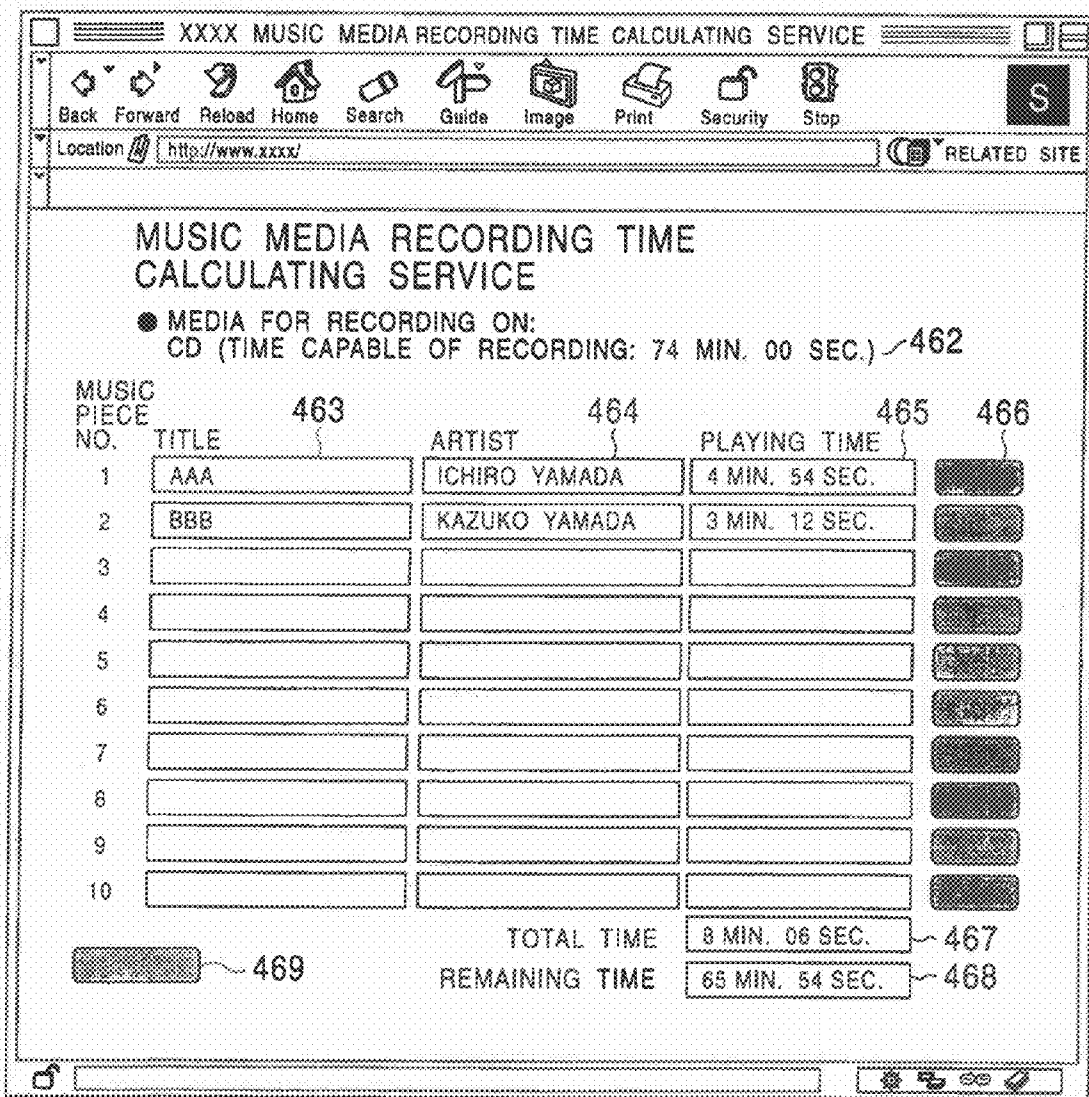 XXXX MUSIC MEDIA RECORDING TIME CALCULATING SERVICE
Back Forward Reload Home Search Guide Image Print Security Stop
S
Location http://www.xxxx/ RELATED SITE
MUSIC MEDIA RECORDING TIME
CALCULATING SERVICE
● MEDIA FOR RECORDING ON:
CD (TIME CAPABLE OF RECORDING: 74 MIN. 00 SEC.) 462
MUSIC
PIECE 463 464 465 466
NO. TITLE ARTIST PLAYING TIME
1 AAA ICHIRO YAMADA 4 MIN. 54 SEC.
2 BBB KAZUKO YAMADA 3 MIN. 12 SEC.
3
4
5
6
7
8
9
10
TOTAL TIME 8 MIN. 06 SEC. 467
469
REMAINING TIME 65 MIN. 54 SEC. 468